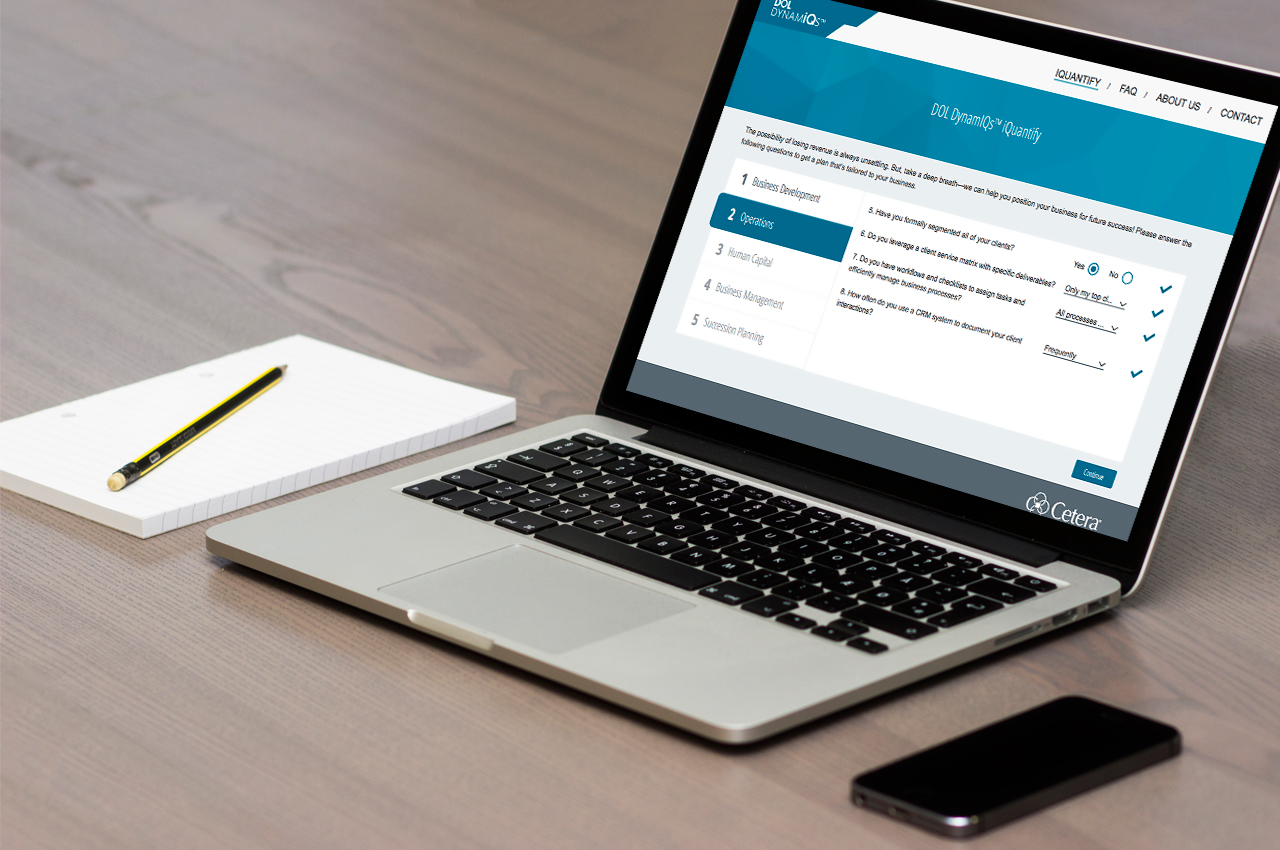 DOL
DYNAMIQs™
IQUANTIFY / FAQ / ABOUT US / CONTACT
DOL DynamIQs™ iQuantify
The possibility of losing revenue is always unsettling. But, take a deep breath—we can help you position your business for future success! Please answer the
following questions to get a plan that's tailored to your business.
1 Business Development
2 Operations
3 Human Capital
4 Business Management
5 Succession Planning
5. Have you formally segmented all of your clients?
Yes No
6. Do you leverage a client service matrix with specific deliverables?
Only my top cl...
7. Do you have workflows and checklists to assign tasks and
efficiently manage business processes?
All processes ...
8. How often do you use a CRM system to document your client
interactions?
Frequently
Continue
Cetera®